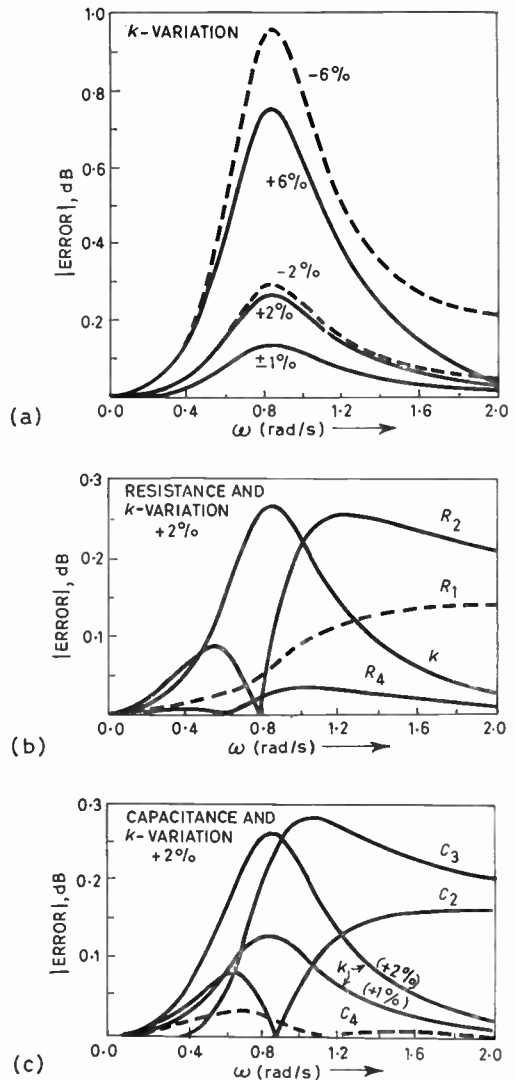 k-VARIATION
1·0
0·8
0·6
0·4
0·2
|ERROR|, dB
-6%
+6%
-2%
+2%
±1%
0·0 0·4 0·8 1·2 1·6 2·0
ω (rad/s)
(a)
RESISTANCE AND
k-VARIATION
+2%
0·3
0·2
0·1
|ERROR|, dB
R2
R1
k
R4
0·0 0·4 0·8 1·2 1·6 2·0
ω (rad/s)
(b)
CAPACITANCE AND
k-VARIATION
+2%
0·3
0·2
0·1
|ERROR|, dB
C3
C2
k, (+2%)
(+1%)
C4
0·0 0·4 0·8 1·2 1·6 2·0
ω (rad/s)
(c)